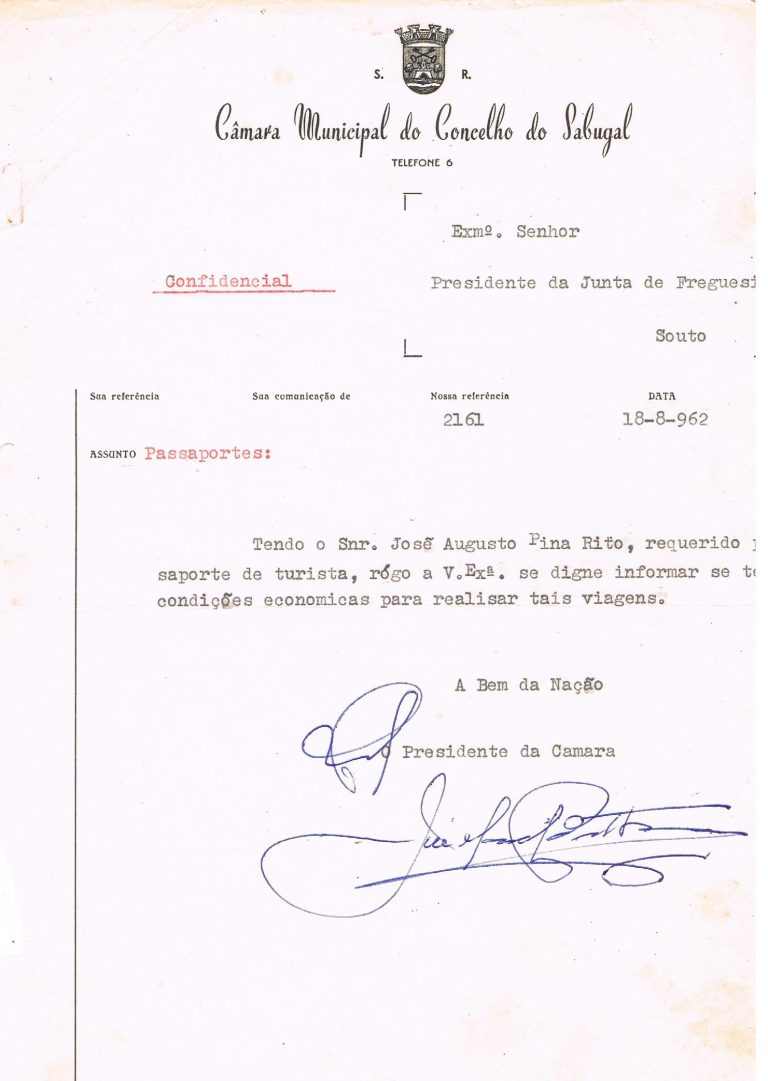 S. R.
Câmara Municipal do Concelho do Sabugal
TELEFONE 6
Exmº. Senhor
Confidencial
Presidente da Junta de Freguesi
Souto
Sua referência Sua comunicação de Nossa referência DATA
2161 18-8-962
ASSUNTO Passaportes:
Tendo o Snr. José Augusto Pina Rito, requerido
saporte de turista, rógo a V.Exª. se digne informar se te
condições economicas para realisar tais viagens.
A Bem da Nação
O Presidente da Camara